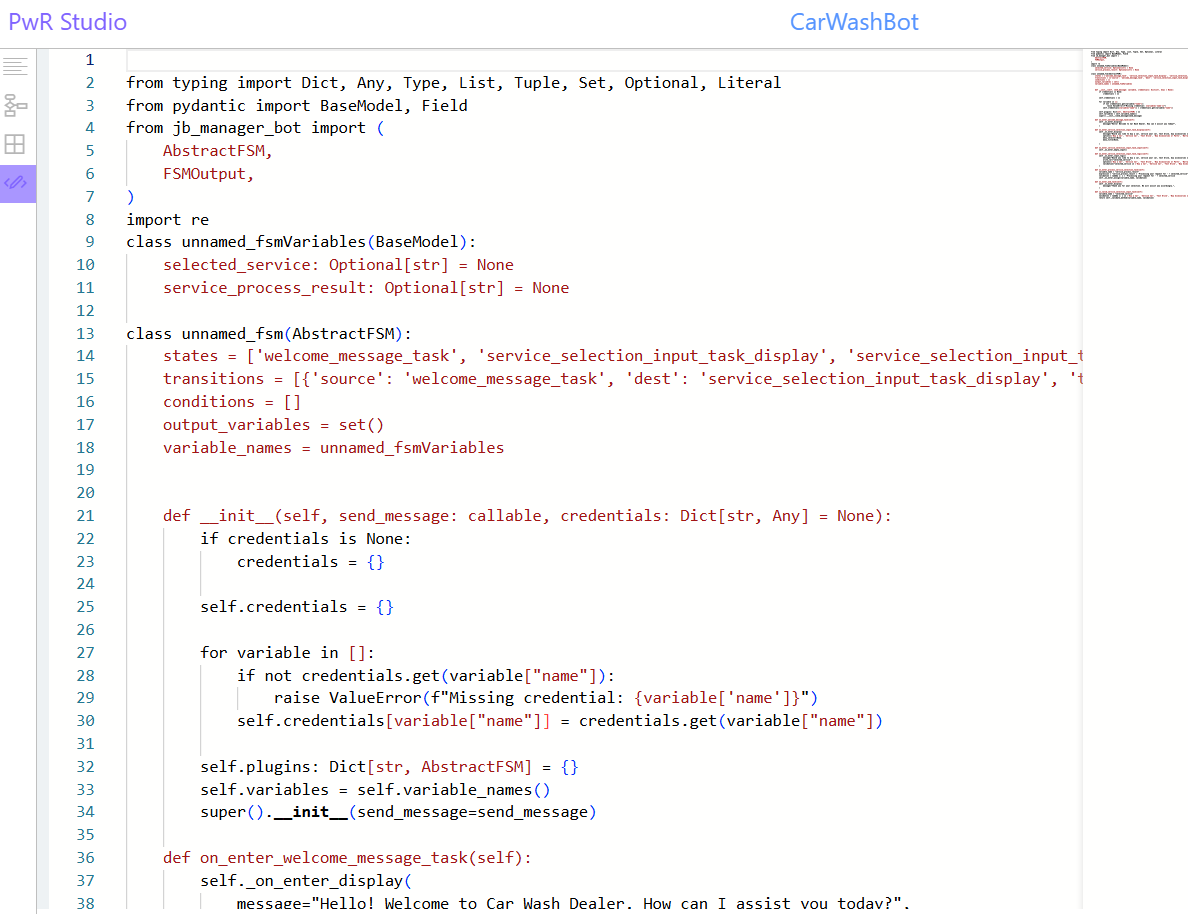 PwR Studio
CarWashBot
1
2 from typing import Dict, Any, Type, List, Tuple, Set, Optional, Literal
3 from pydantic import BaseModel, Field
4 from jb_manager_bot import (
5     AbstractFSM,
6     FSMOutput,
7 )
8 import re
9 class unnamed_fsmVariables(BaseModel):
10     selected_service: Optional[str] = None
11     service_process_result: Optional[str] = None
12
13 class unnamed_fsm(AbstractFSM):
14     states = ['welcome_message_task', 'service_selection_input_task_display', 'service_selection_input_t
15     transitions = [{'source': 'welcome_message_task', 'dest': 'service_selection_input_task_display', 't
16     conditions = []
17     output_variables = set()
18     variable_names = unnamed_fsmVariables
19
20
21     def __init__(self, send_message: callable, credentials: Dict[str, Any] = None):
22         if credentials is None:
23             credentials = {}
24
25         self.credentials = {}
26
27         for variable in []:
28             if not credentials.get(variable["name"]):
29                 raise ValueError(f"Missing credential: {variable['name']}")
30             self.credentials[variable["name"]] = credentials.get(variable["name"])
31
32         self.plugins: Dict[str, AbstractFSM] = {}
33         self.variables = self.variable_names()
34         super().__init__(send_message=send_message)
35
36     def on_enter_welcome_message_task(self):
37         self._on_enter_display(
38             message="Hello! Welcome to Car Wash Dealer. How can I assist you today?",